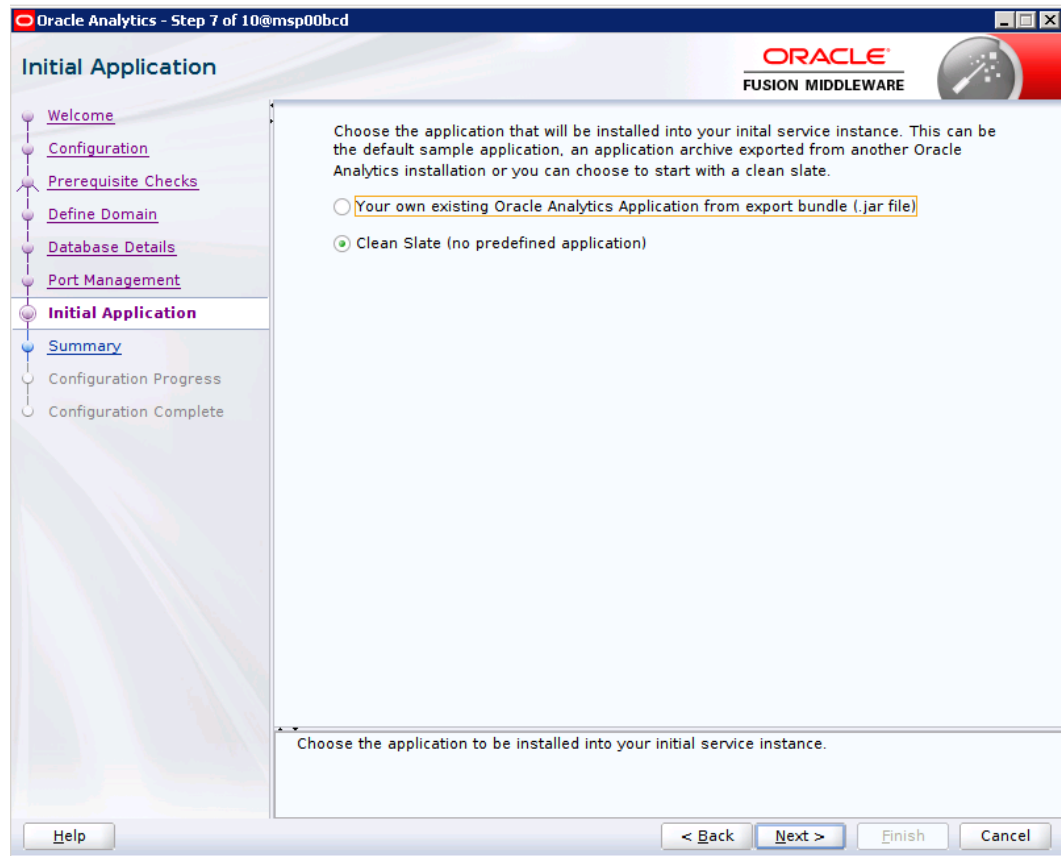 Oracle Analytics - Step 7 of 10@msp00bcd
Initial Application
ORACLE
FUSION MIDDLEWARE
Welcome
Configuration
Prerequisite Checks
Define Domain
Database Details
Port Management
Initial Application
Summary
Configuration Progress
Configuration Complete
Choose the application that will be installed into your inital service instance. This can be
the default sample application, an application archive exported from another Oracle
Analytics installation or you can choose to start with a clean slate.
Your own existing Oracle Analytics Application from export bundle (.jar file)
Clean Slate (no predefined application)
Choose the application to be installed into your initial service instance.
Help
< Back
Next >
Finish
Cancel